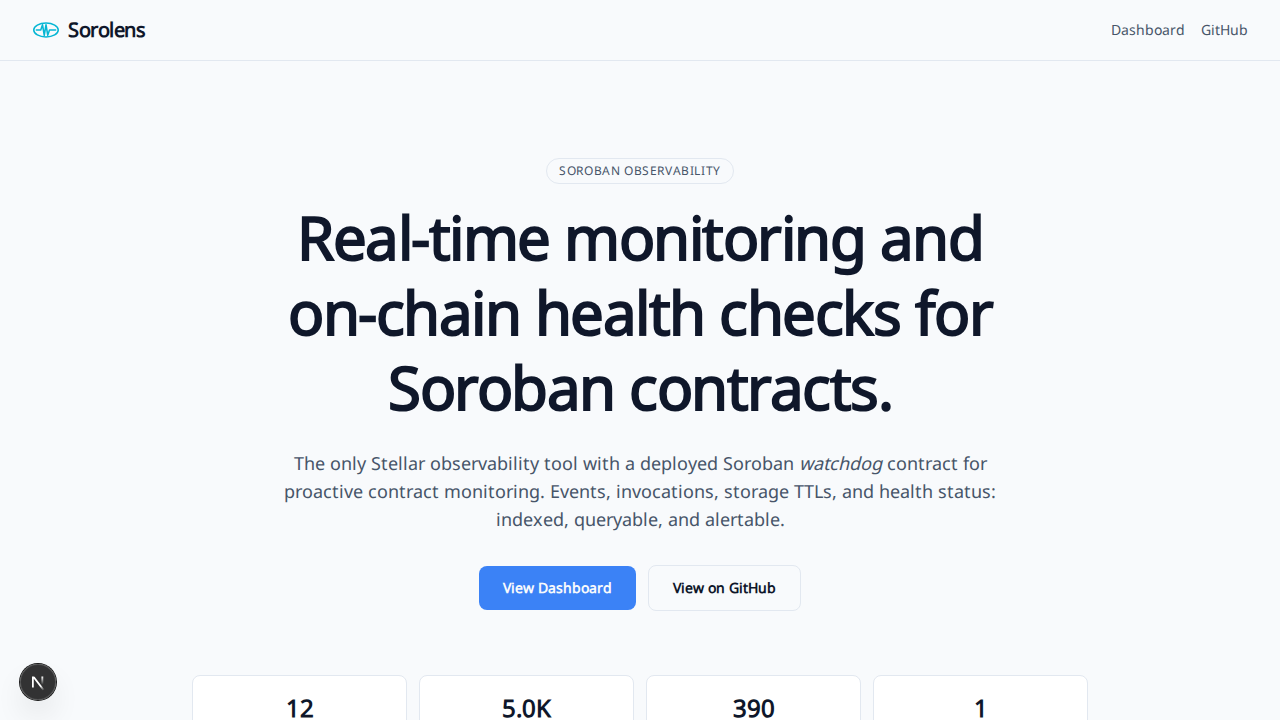 Sorolens
Dashboard GitHub
SOROBAN OBSERVABILITY
Real-time monitoring and
on-chain health checks for
Soroban contracts.
The only Stellar observability tool with a deployed Soroban watchdog contract for
proactive contract monitoring. Events, invocations, storage TTLs, and health status:
indexed, queryable, and alertable.
View Dashboard View on GitHub
N
12 5.0K 390 1